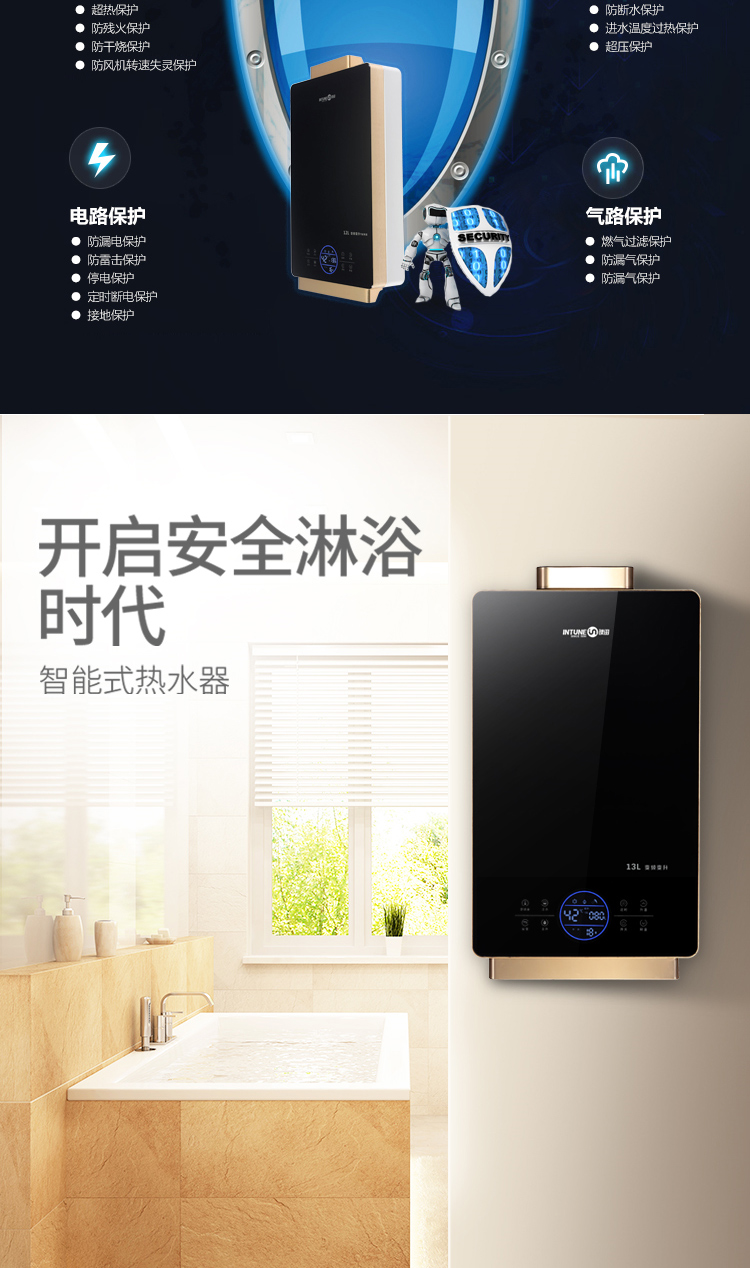 超热保护
防残火保护
防干烧保护
防风机转速失灵保护
防断水保护
进水温度过热保护
超压保护
电路保护
防漏电保护
防雷击保护
停电保护
定时断电保护
接地保护
气路保护
燃气过滤保护
防漏气保护
防漏气保护
SECURITY
开启安全淋浴
时代
智能式热水器
INTUNE
13L
42℃
080